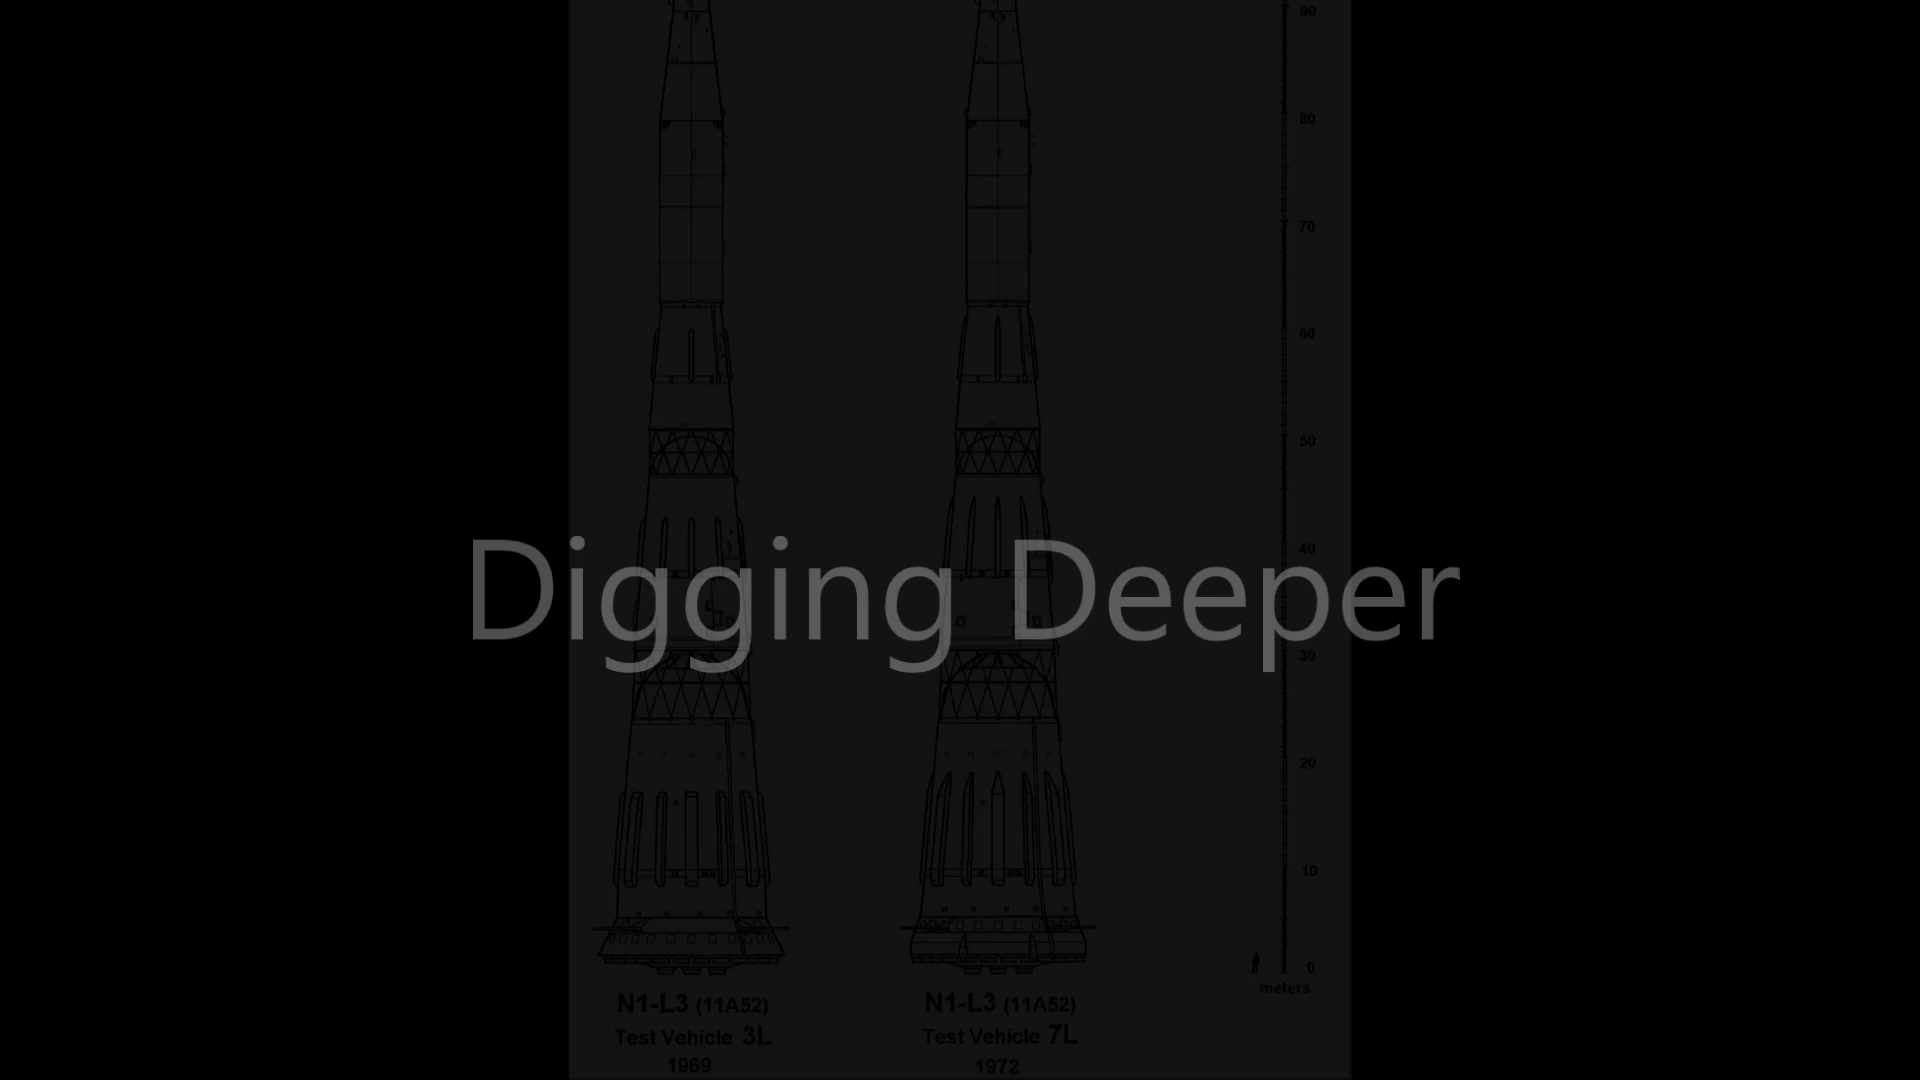 90
80
70
60
50
40
Digging Deeper
30
20
10
0
meters
N1-L3 (11A52)
Test Vehicle 3L
1969
N1-L3 (11A52)
Test Vehicle 7L
1972